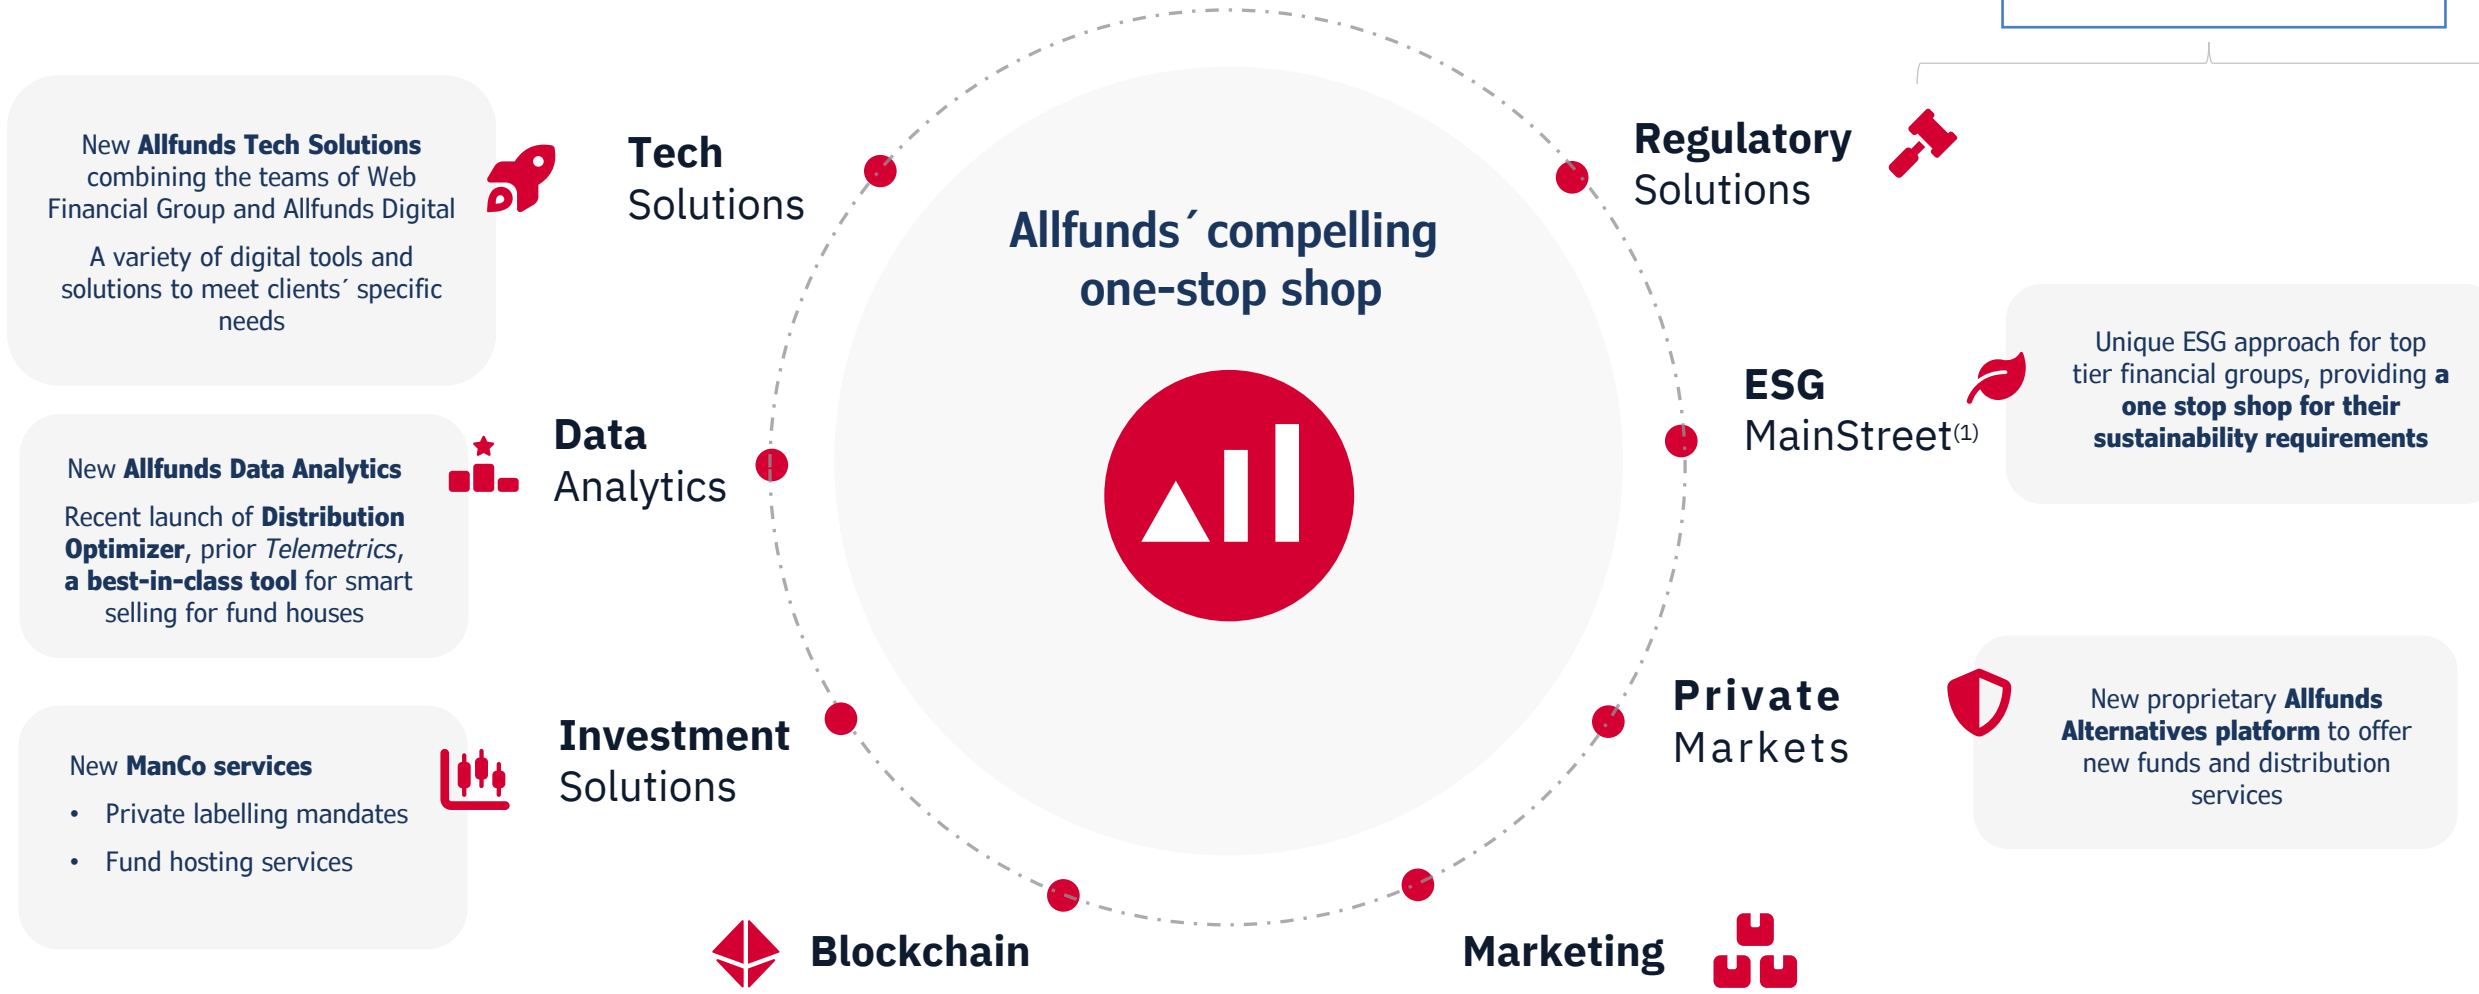 New Allfunds Tech Solutions
combining the teams of Web
Financial Group and Allfunds Digital
A variety of digital tools and
solutions to meet clients´ specific
needs
Tech
Solutions
New Allfunds Data Analytics
Recent launch of Distribution
Optimizer, prior Telemetrics,
a best-in-class tool for smart
selling for fund houses
Data
Analytics
New ManCo services
• Private labelling mandates
• Fund hosting services
Investment
Solutions
Blockchain
Allfunds´ compelling
one-stop shop
Regulatory
Solutions
ESG
MainStreet(1)
Unique ESG approach for top
tier financial groups, providing a
one stop shop for their
sustainability requirements
Private
Markets
New proprietary Allfunds
Alternatives platform to offer
new funds and distribution
services
Marketing